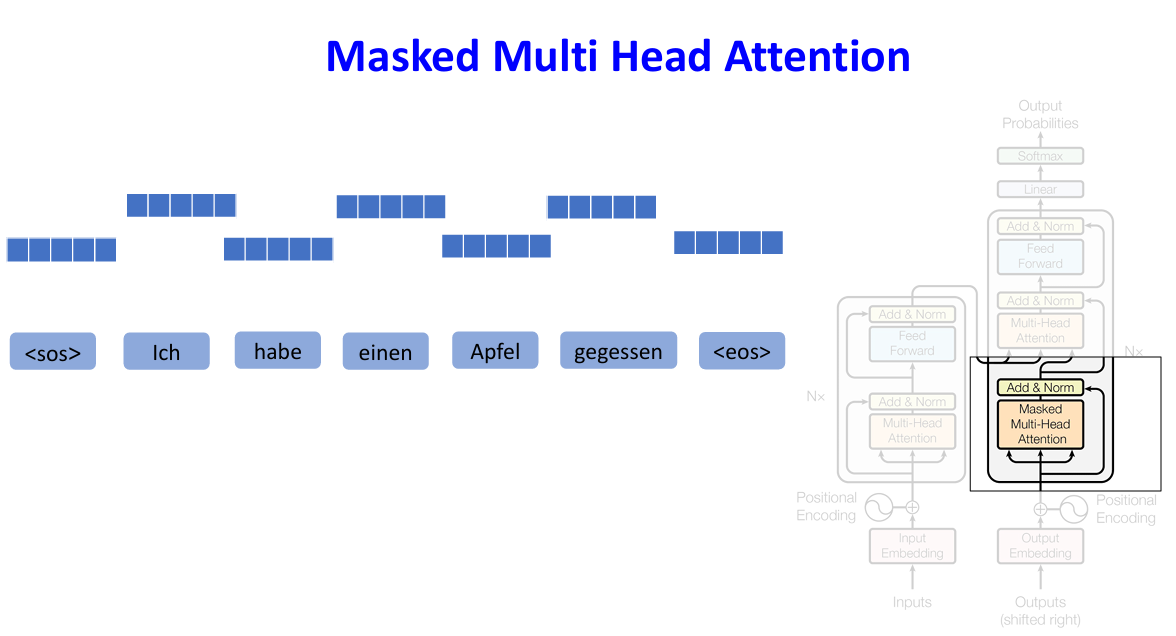 Masked Multi Head Attention
<sos> Ich habe einen Apfel gegessen <eos>
Output
Probabilities
Softmax
Linear
Add & Norm
Feed
Forward
Add & Norm
Multi-Head
Attention
N×
Add & Norm
Masked
Multi-Head
Attention
Add & Norm
Feed
Forward
N×
Add & Norm
Multi-Head
Attention
Positional
Encoding
Positional
Encoding
Input
Embedding
Output
Embedding
Inputs
Outputs
(shifted right)